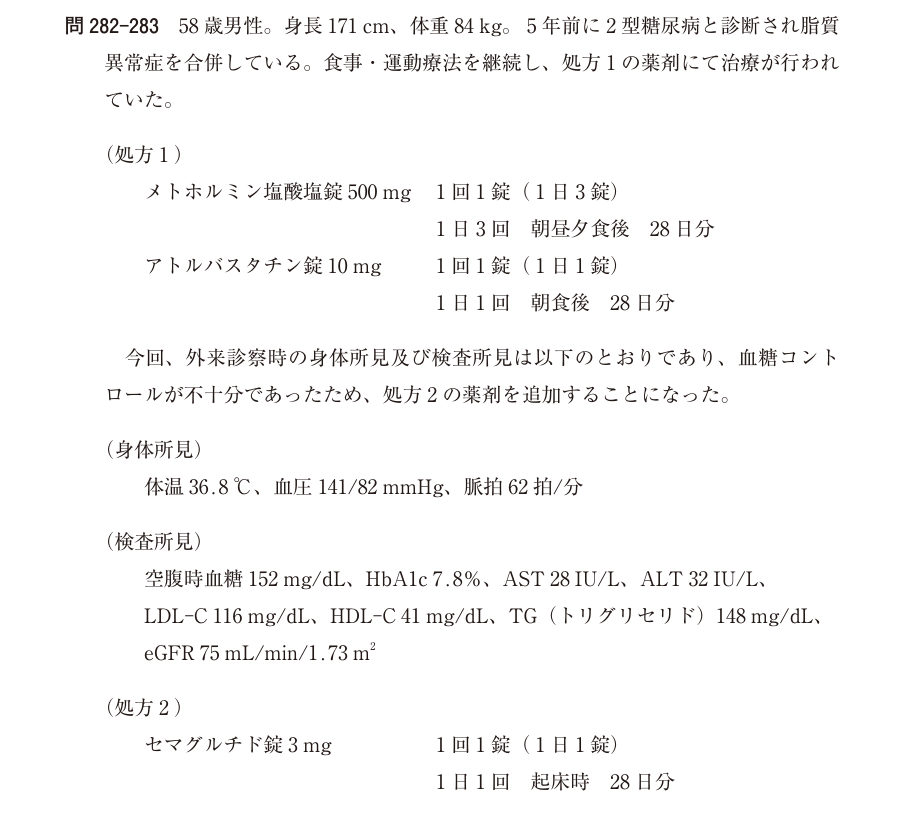 問 282−283　58 歳男性。身長 171 cm、体重 84 kg。5 年前に 2 型糖尿病と診断され脂質
異常症を合併している。食事・運動療法を継続し、処方 1 の薬剤にて治療が行われ
ていた。
（処方 1 ）
メトホルミン塩酸塩錠 500 mg　1 回 1 錠（ 1 日 3 錠）
1 日 3 回　朝昼夕食後　28 日分
アトルバスタチン錠 10 mg　1 回 1 錠（ 1 日 1 錠）
1 日 1 回　朝食後　28 日分
今回、外来診察時の身体所見及び検査所見は以下のとおりであり、血糖コント
ロールが不十分であったため、処方 2 の薬剤を追加することになった。
（身体所見）
体温 36.8 ℃、血圧 141/82 mmHg、脈拍 62 拍/分
（検査所見）
空腹時血糖 152 mg/dL、HbA1c 7.8%、AST 28 IU/L、ALT 32 IU/L、
LDL−C 116 mg/dL、HDL−C 41 mg/dL、TG（トリグリセリド）148 mg/dL、
eGFR 75 mL/min/1.73 m²
（処方 2 ）
セマグルチド錠 3 mg　1 回 1 錠（ 1 日 1 錠）
1 日 1 回　起床時　28 日分